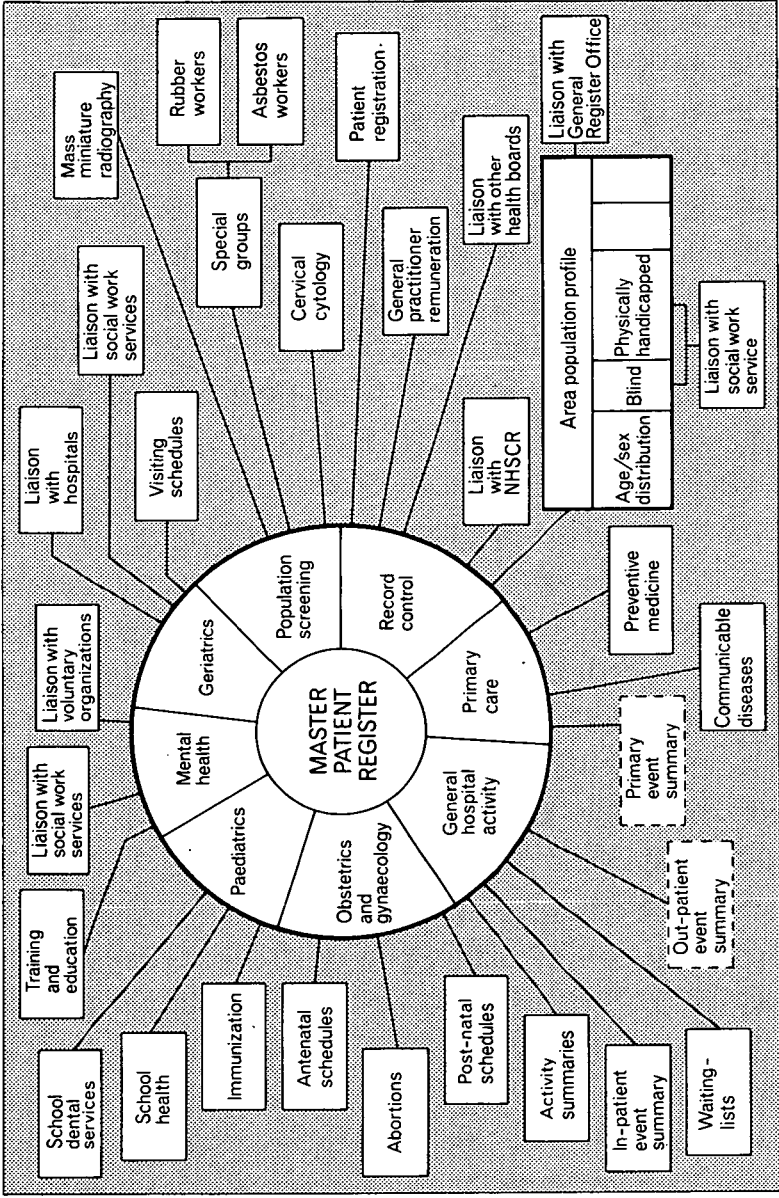 School
dental
services
School
health
Immunization
Antenatal
schedules
Abortions
Post-natal
schedules
Activity
summaries
In-patient
event
summary
Waiting-
lists
Training
and
education
Liaison with
social work
services
Liaison with
voluntary
organizations
Liaison
with
hospitals
Liaison with
social work
services
Visiting
schedules
Mass
miniature
radiography
Special
groups
Rubber
workers
Asbestos
workers
Cervical
cytology
Patient
registration.
General
practitioner
remuneration
Liaison
with other
health boards
Liaison
with
NHSCR
Liaison with
General
Register Office
Area population profile
Age/sex
distribution
Blind
Physically
handicapped
Liaison with
social work
service
Preventive
medicine
Communicable
diseases
Primary
event
summary
Out-patient
event
summary
MASTER
PATIENT
REGISTER
Paediatrics
Mental
health
Geriatrics
Population
screening
Record
control
Primary
care
General
hospital
activity
Obstetrics
and
gynaecology